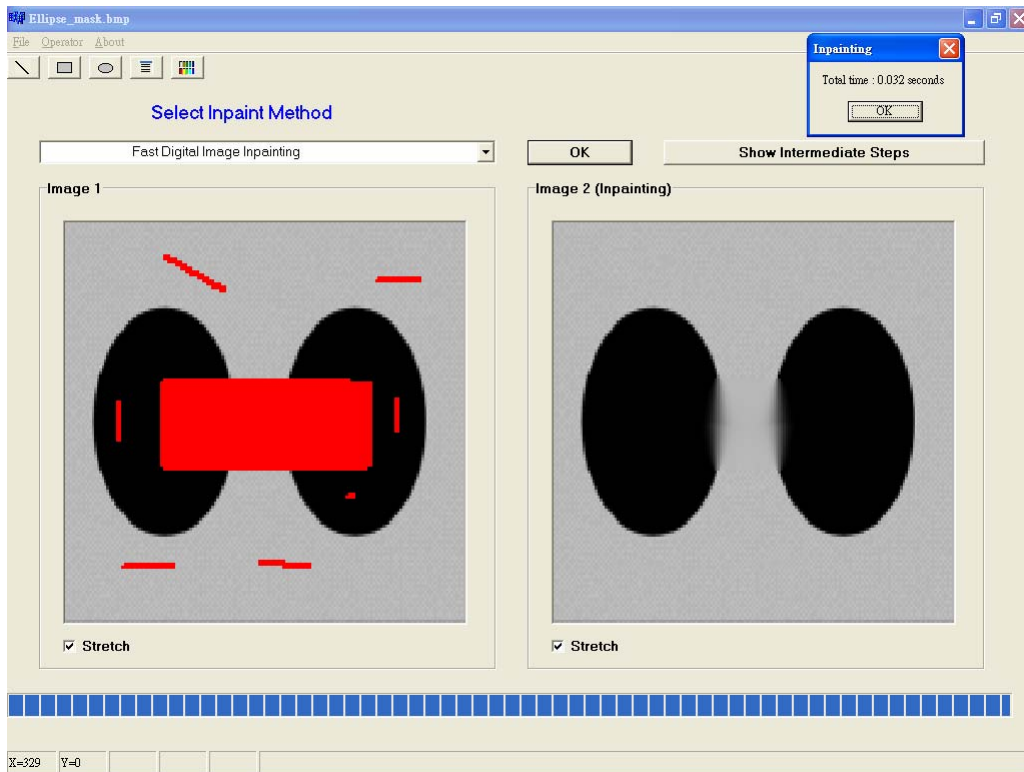 Ellipse_mask.bmp
File Operator About
Inpainting
Total time : 0.032 seconds
OK
Select Inpaint Method
Fast Digital Image Inpainting
OK
Show Intermediate Steps
Image 1
Image 2 (Inpainting)
Stretch
Stretch
X=329 Y=0